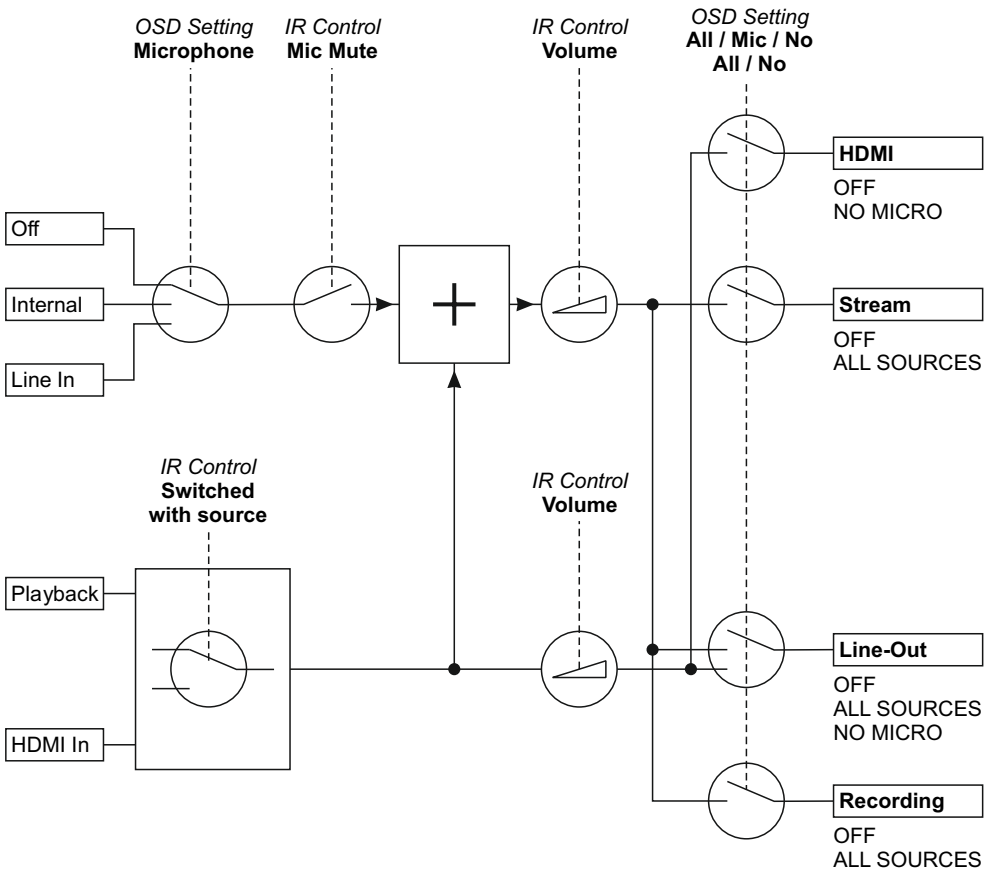 OSD Setting
Microphone
IR Control
Mic Mute
IR Control
Volume
OSD Setting
All / Mic / No
All / No
HDMI
OFF
NO MICRO
Off
Internal
Line In
Stream
OFF
ALL SOURCES
IR Control
Switched
with source
IR Control
Volume
Playback
HDMI In
Line-Out
OFF
ALL SOURCES
NO MICRO
Recording
OFF
ALL SOURCES